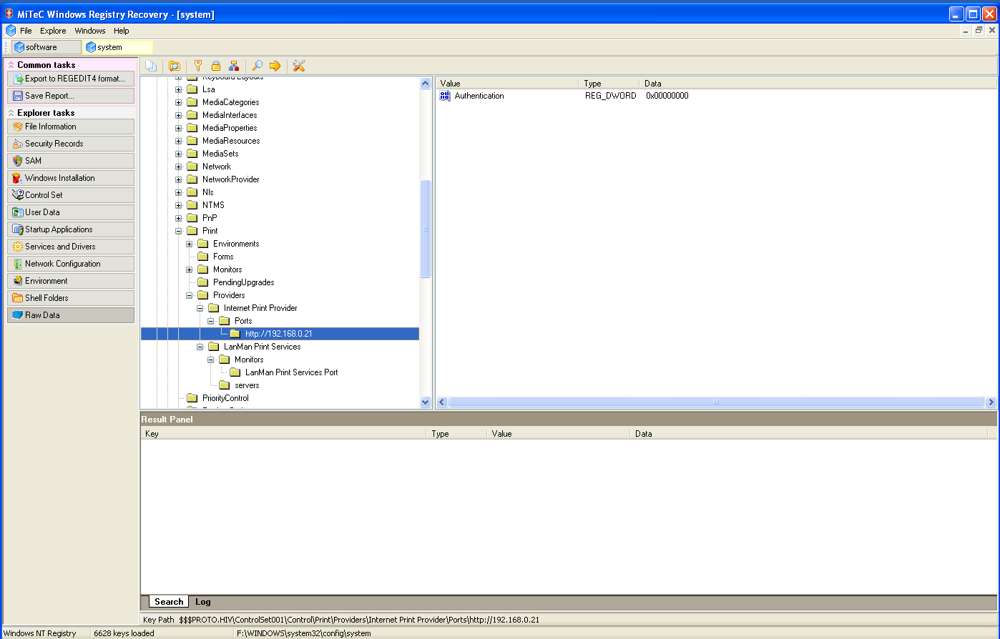 MiTeC Windows Registry Recovery - [system]
File Explore Windows Help
software system
Common tasks
Export to REGEDIT4 format...
Save Report...
Explorer tasks
File Information
Security Records
SAM
Windows Installation
Control Set
User Data
Startup Applications
Services and Drivers
Network Configuration
Environment
Shell Folders
Raw Data
Keyboard Layouts
Lsa
MediaCategories
MediaInterfaces
MediaProperties
MediaResources
MediaSets
Network
NetworkProvider
Nls
NTMS
PnP
Print
Environments
Forms
Monitors
PendingUpgrades
Providers
Internet Print Provider
Ports
http://192.168.0.21
LanMan Print Services
Monitors
LanMan Print Services Port
servers
PriorityControl
Value Type Data
Authentication REG_DWORD 0x00000000
Result Panel
Key Type Value Data
Search Log
Key Path $$$PROTO.HIV\ControlSet001\Control\Print\Providers\Internet Print Provider\Ports\http://192.168.0.21
Windows NT Registry 6628 keys loaded F:\WINDOWS\system32\config\system